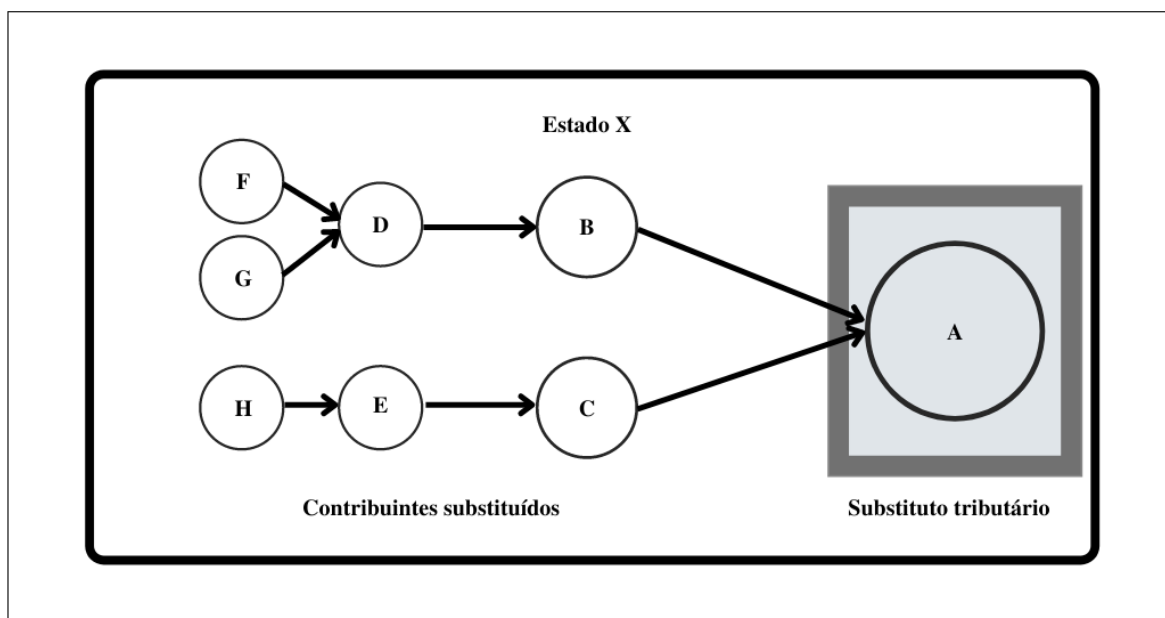 Estado X
F
D
B
G
A
H
E
C
Contribuintes substituídos
Substituto tributário